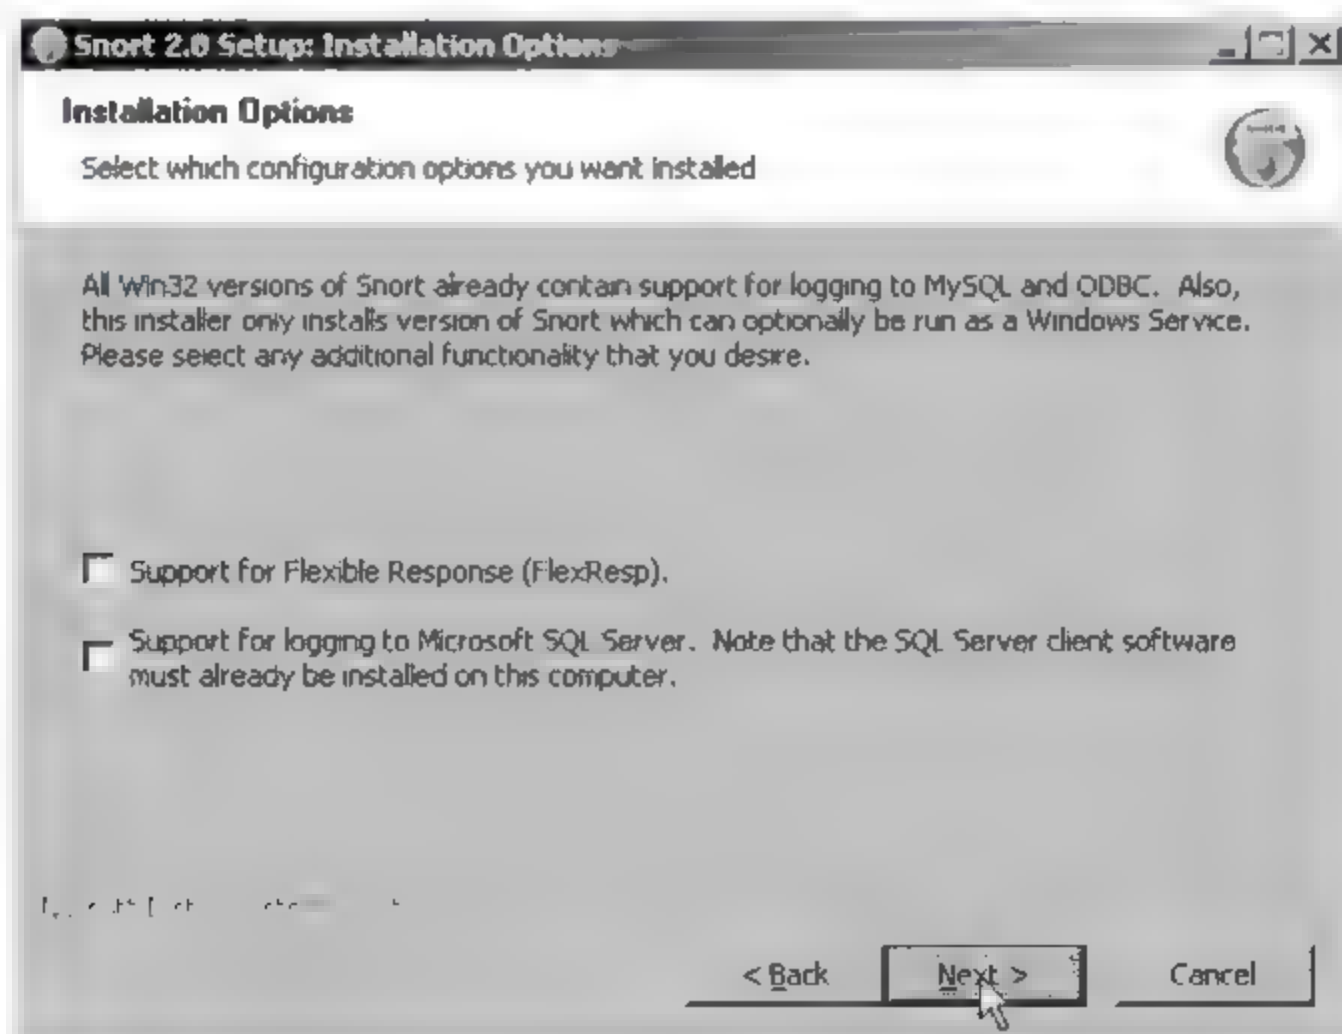 Snort 2.0 Setup: Installation Options
Installation Options
Select which configuration options you want installed
All Win32 versions of Snort already contain support for logging to MySQL and ODBC. Also,
this installer only installs version of Snort which can optionally be run as a Windows Service.
Please select any additional functionality that you desire.
Support for Flexible Response (FlexResp).
Support for logging to Microsoft SQL Server. Note that the SQL Server client software
must already be installed on this computer.
< Back Next > Cancel